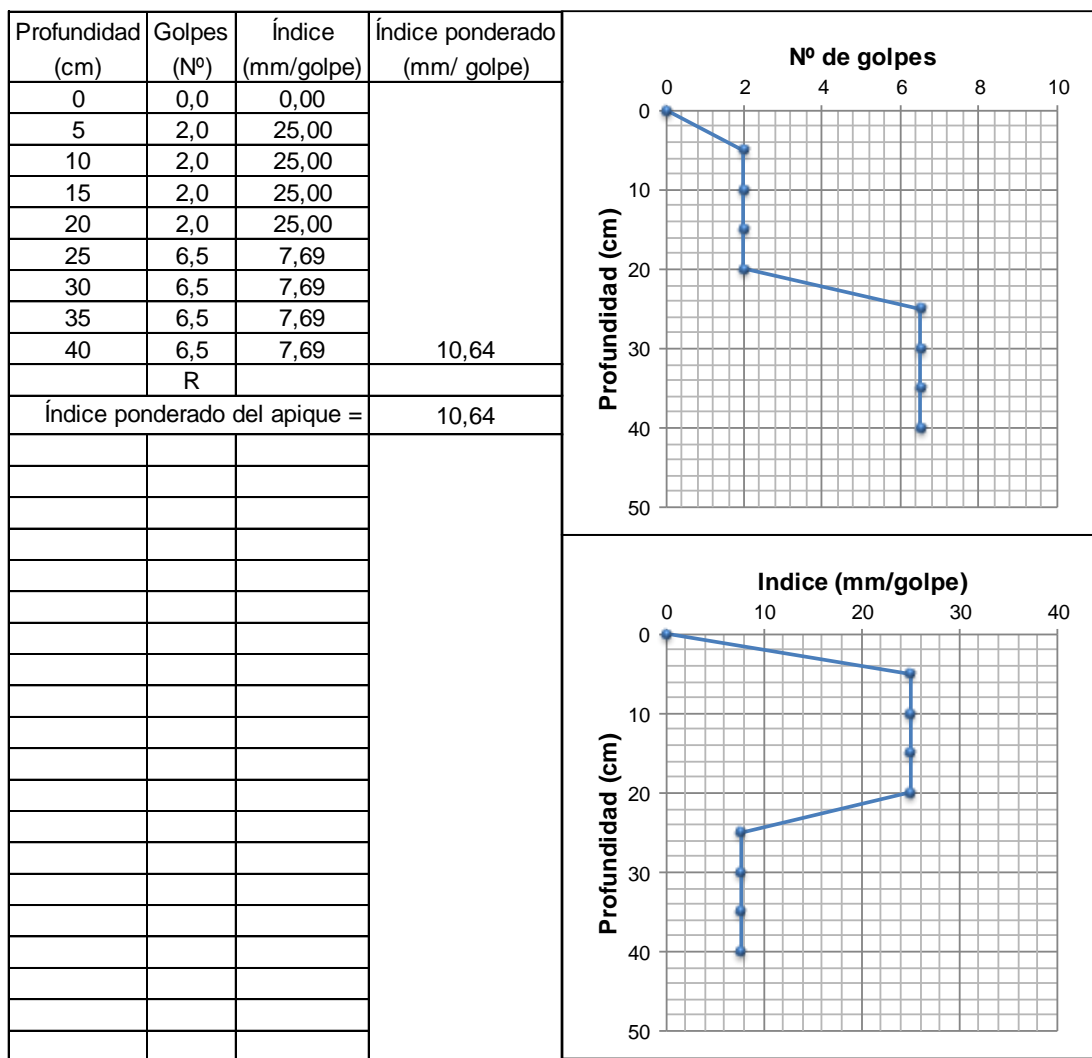 Profundidad Golpes Índice Índice ponderado
(cm) (Nº) (mm/golpe) (mm/ golpe)
0 0,0 0,00
5 2,0 25,00
10 2,0 25,00
15 2,0 25,00
20 2,0 25,00
25 6,5 7,69
30 6,5 7,69
35 6,5 7,69
40 6,5 7,69 10,64
R
Índice ponderado del apique = 10,64
Nº de golpes
0 2 4 6 8 10
0
10
20
30
40
50
Profundidad (cm)
Indice (mm/golpe)
0 10 20 30 40
0
10
20
30
40
50
Profundidad (cm)